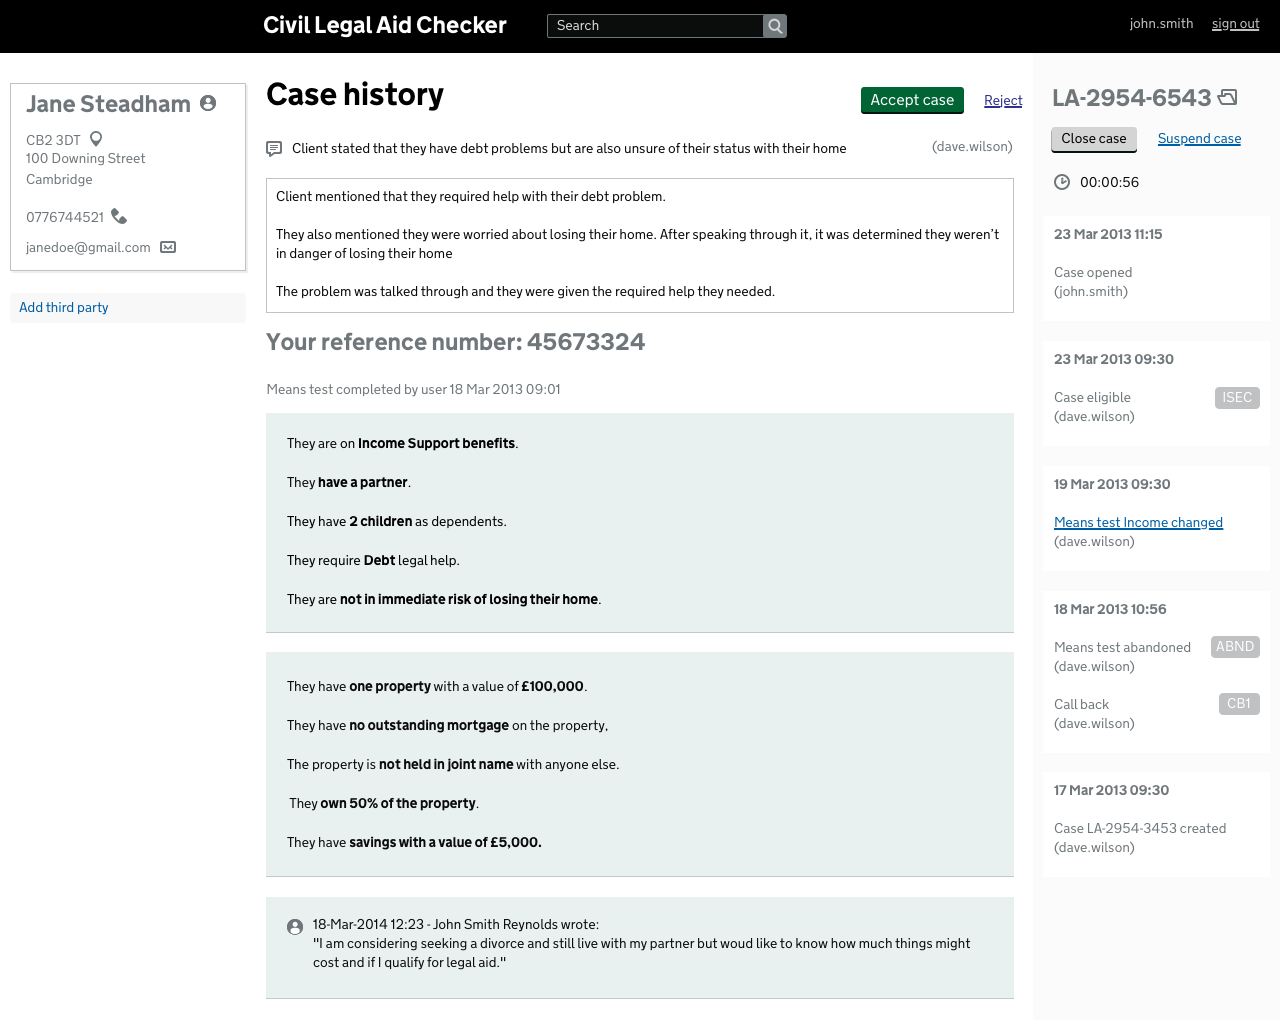 Civil Legal Aid Checker
Search
john.smith sign out
Jane Steadham
CB2 3DT
100 Downing Street
Cambridge
0776744521
janedoe@gmail.com
Add third party
Case history
Accept case Reject
Client stated that they have debt problems but are also unsure of their status with their home (dave.wilson)
Client mentioned that they required help with their debt problem.
They also mentioned they were worried about losing their home. After speaking through it, it was determined they weren't
in danger of losing their home
The problem was talked through and they were given the required help they needed.
Your reference number: 45673324
Means test completed by user 18 Mar 2013 09:01
They are on Income Support benefits.
They have a partner.
They have 2 children as dependents.
They require Debt legal help.
They are not in immediate risk of losing their home.
They have one property with a value of £100,000.
They have no outstanding mortgage on the property,
The property is not held in joint name with anyone else.
They own 50% of the property.
They have savings with a value of £5,000.
18-Mar-2014 12:23 - John Smith Reynolds wrote:
"I am considering seeking a divorce and still live with my partner but woud like to know how much things might
cost and if I qualify for legal aid."
LA-2954-6543
Close case Suspend case
00:00:56
23 Mar 2013 11:15
Case opened
(john.smith)
23 Mar 2013 09:30
Case eligible ISEC
(dave.wilson)
19 Mar 2013 09:30
Means test Income changed
(dave.wilson)
18 Mar 2013 10:56
Means test abandoned ABND
(dave.wilson)
Call back CB1
(dave.wilson)
17 Mar 2013 09:30
Case LA-2954-3453 created
(dave.wilson)